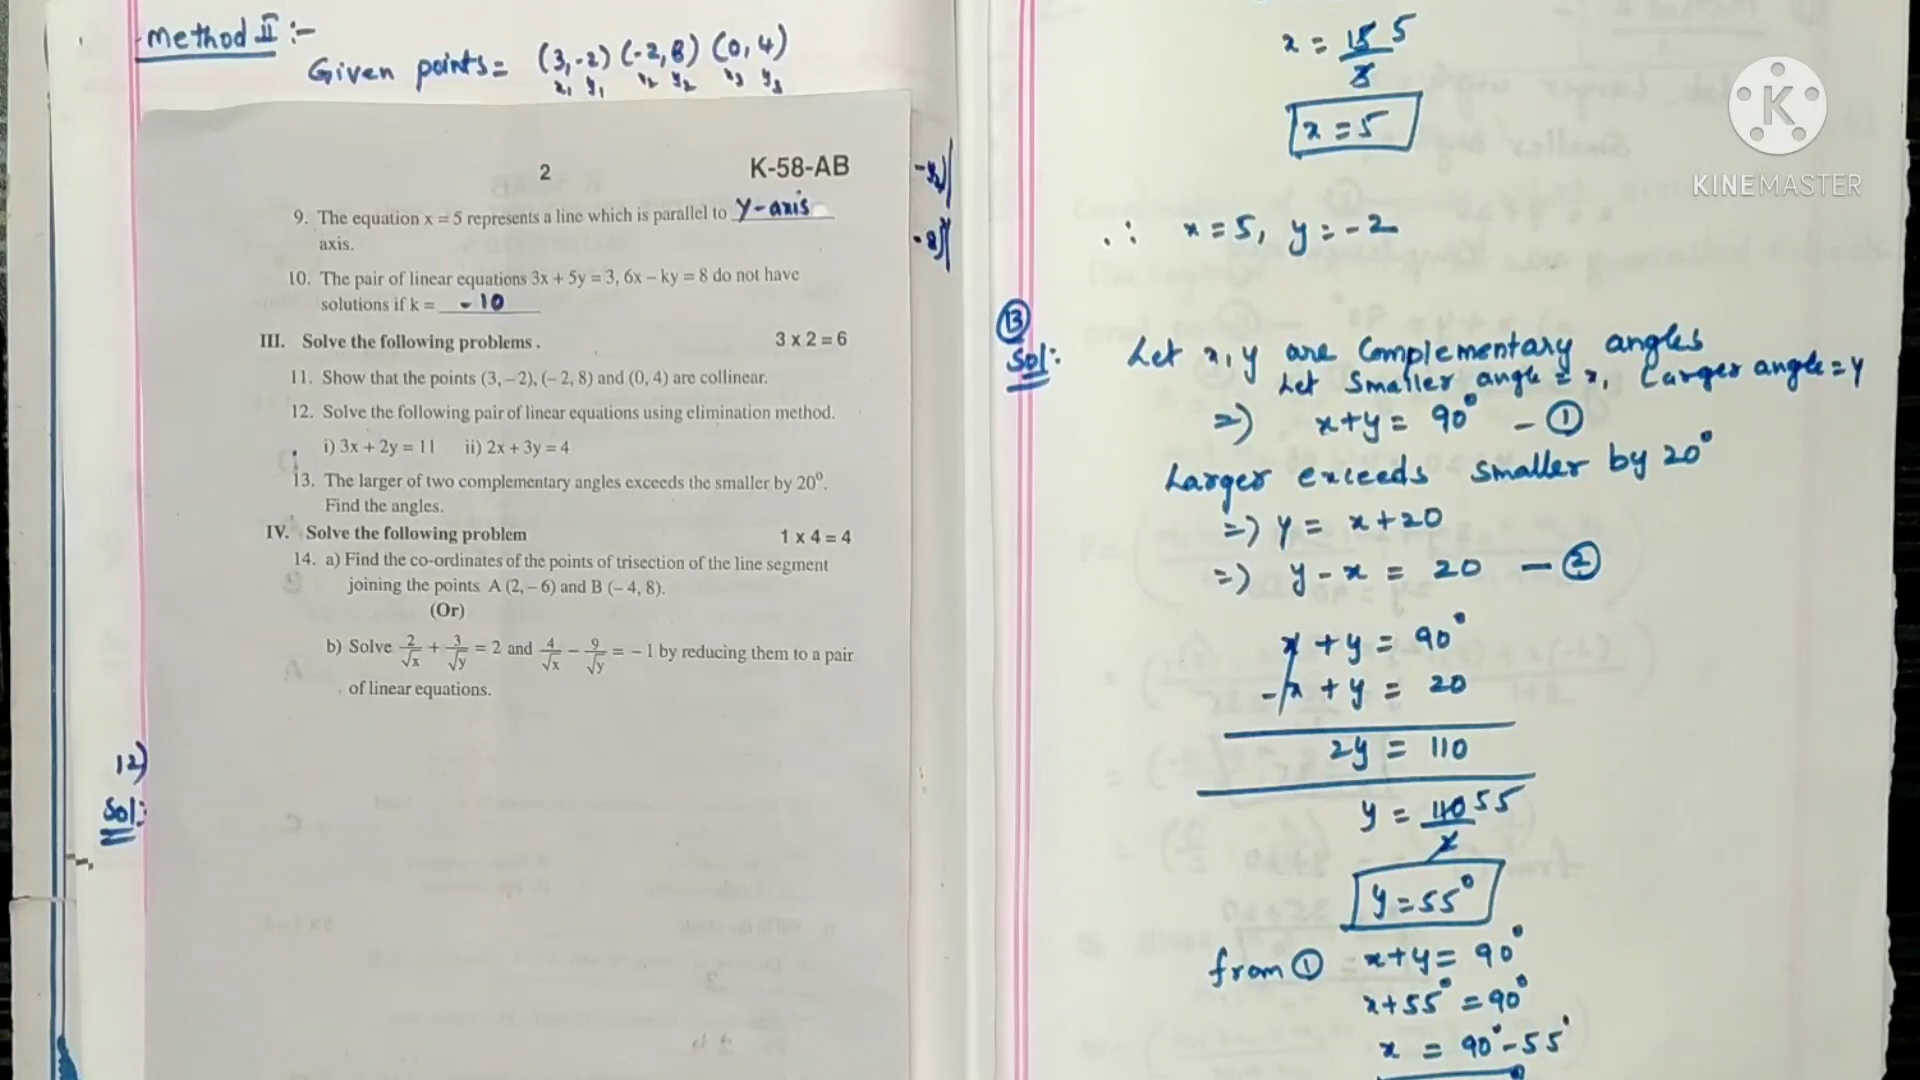 Method II :-
Given points = (3,-2) (-2,8) (0,4)
x₁ y₁ x₂ y₂ x₃ y₃
2 K-58-AB
9. The equation x = 5 represents a line which is parallel to Y-axis
axis.
10. The pair of linear equations 3x + 5y = 3, 6x – ky = 8 do not have
solutions if k = -10
III. Solve the following problems . 3 x 2 = 6
11. Show that the points (3, – 2), (– 2, 8) and (0, 4) are collinear.
12. Solve the following pair of linear equations using elimination method.
i) 3x + 2y = 11 ii) 2x + 3y = 4
13. The larger of two complementary angles exceeds the smaller by 20⁰.
Find the angles.
IV. Solve the following problem 1 x 4 = 4
14. a) Find the co-ordinates of the points of trisection of the line segment
joining the points A (2, – 6) and B (– 4, 8).
(Or)
b) Solve 2/√x + 3/√y = 2 and 4/√x – 9/√y = – 1 by reducing them to a pair
of linear equations.
12)
Sol:
x = 15/3 5
x = 5
∴ x = 5, y = -2
KINEMASTER
13
Sol: Let x, y are Complementary angles
Let Smaller angle = x, Larger angle = y
=) x+y = 90° - ①
Larger exceeds smaller by 20°
=) y = x+20
=) y - x = 20 - ②
x + y = 90°
-x + y = 20
2y = 110
y = 110/2 55
y = 55°
from ① x+y = 90°
x+55° = 90°
x = 90°-55°